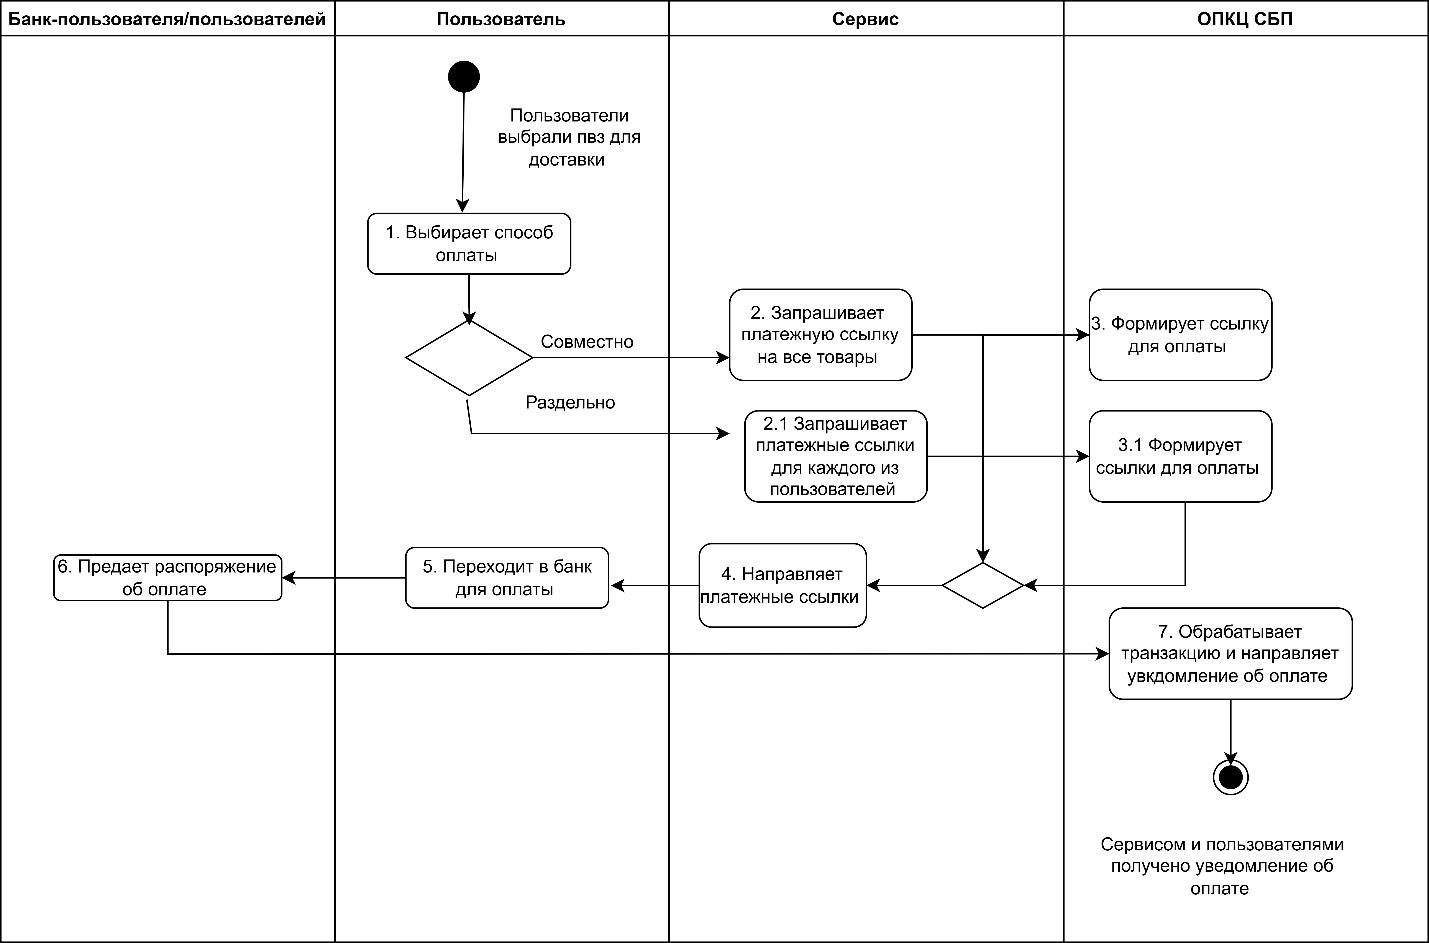 Банк-пользователя/пользователей
Пользователь
Сервис
ОПКЦ СБП
Пользователи
выбрали пвз для
доставки
1. Выбирает способ
оплаты
Совместно
Раздельно
2. Запрашивает
платежную ссылку
на все товары
3. Формирует ссылку
для оплаты
2.1 Запрашивает
платежные ссылки
для каждого из
пользователей
3.1 Формирует
ссылки для оплаты
6. Предает распоряжение
об оплате
5. Переходит в банк
для оплаты
4. Направляет
платежные ссылки
7. Обрабатывает
транзакцию и направляет
увкдомление об оплате
Сервисом и пользователями
получено уведомление об
оплате